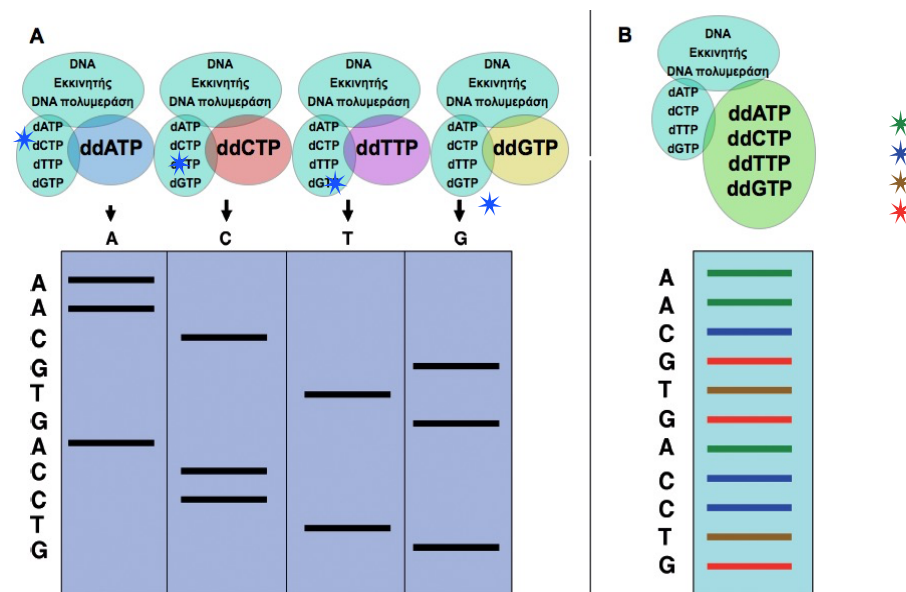 A
DNA
Εκκινητής
DNA πολυμεράση
dATP
dCTP
dTTP
dGTP
ddATP
DNA
Εκκινητής
DNA πολυμεράση
dATP
dCTP
dGTP
ddCTP
DNA
Εκκινητής
DNA πολυμεράση
dATP
dCTP
dTTP
ddTTP
DNA
Εκκινητής
DNA πολυμεράση
dATP
dCTP
dTTP
dGTP
ddGTP
A C T G
A
A
C
G
T
G
A
C
C
T
G
B
DNA
Εκκινητής
DNA πολυμεράση
dATP
dCTP
dTTP
dGTP
ddATP
ddCTP
ddTTP
ddGTP
A
A
C
G
T
G
A
C
C
T
G